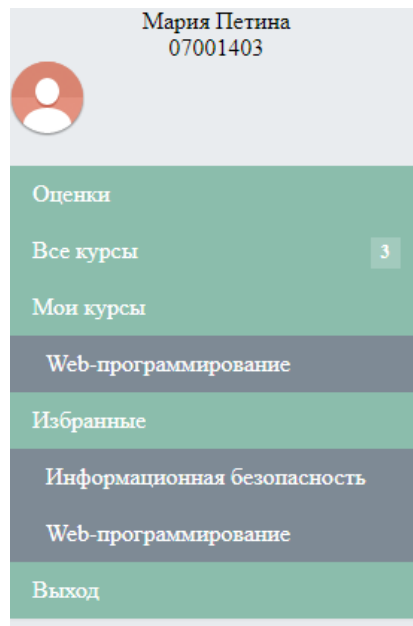 Мария Петина
07001403
Оценки
Все курсы 3
Мои курсы
Web-программирование
Избранные
Информационная безопасность
Web-программирование
Выход